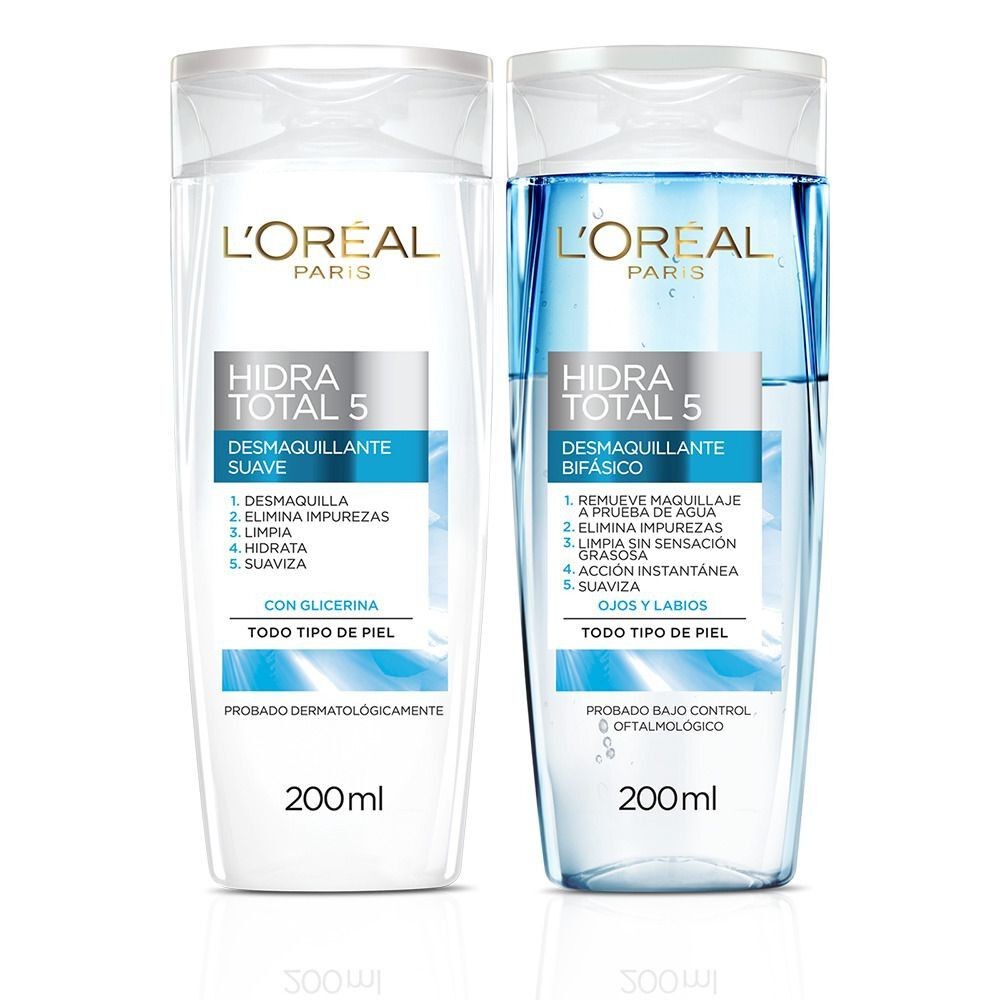 L'ORÉAL
PARIS
HIDRA
TOTAL 5
DESMAQUILLANTE
SUAVE
1. DESMAQUILLA
2. ELIMINA IMPUREZAS
3. LIMPIA
4. HIDRATA
5. SUAVIZA
CON GLICERINA
TODO TIPO DE PIEL
PROBADO DERMATOLÓGICAMENTE
200ml
L'ORÉAL
PARIS
HIDRA
TOTAL 5
DESMAQUILLANTE
BIFÁSICO
1. REMUEVE MAQUILLAJE
A PRUEBA DE AGUA
2. ELIMINA IMPUREZAS
3. LIMPIA SIN SENSACIÓN
GRASOSA
4. ACCIÓN INSTANTÁNEA
5. SUAVIZA
OJOS Y LABIOS
TODO TIPO DE PIEL
PROBADO BAJO CONTROL
OFTALMOLÓGICO
200ml